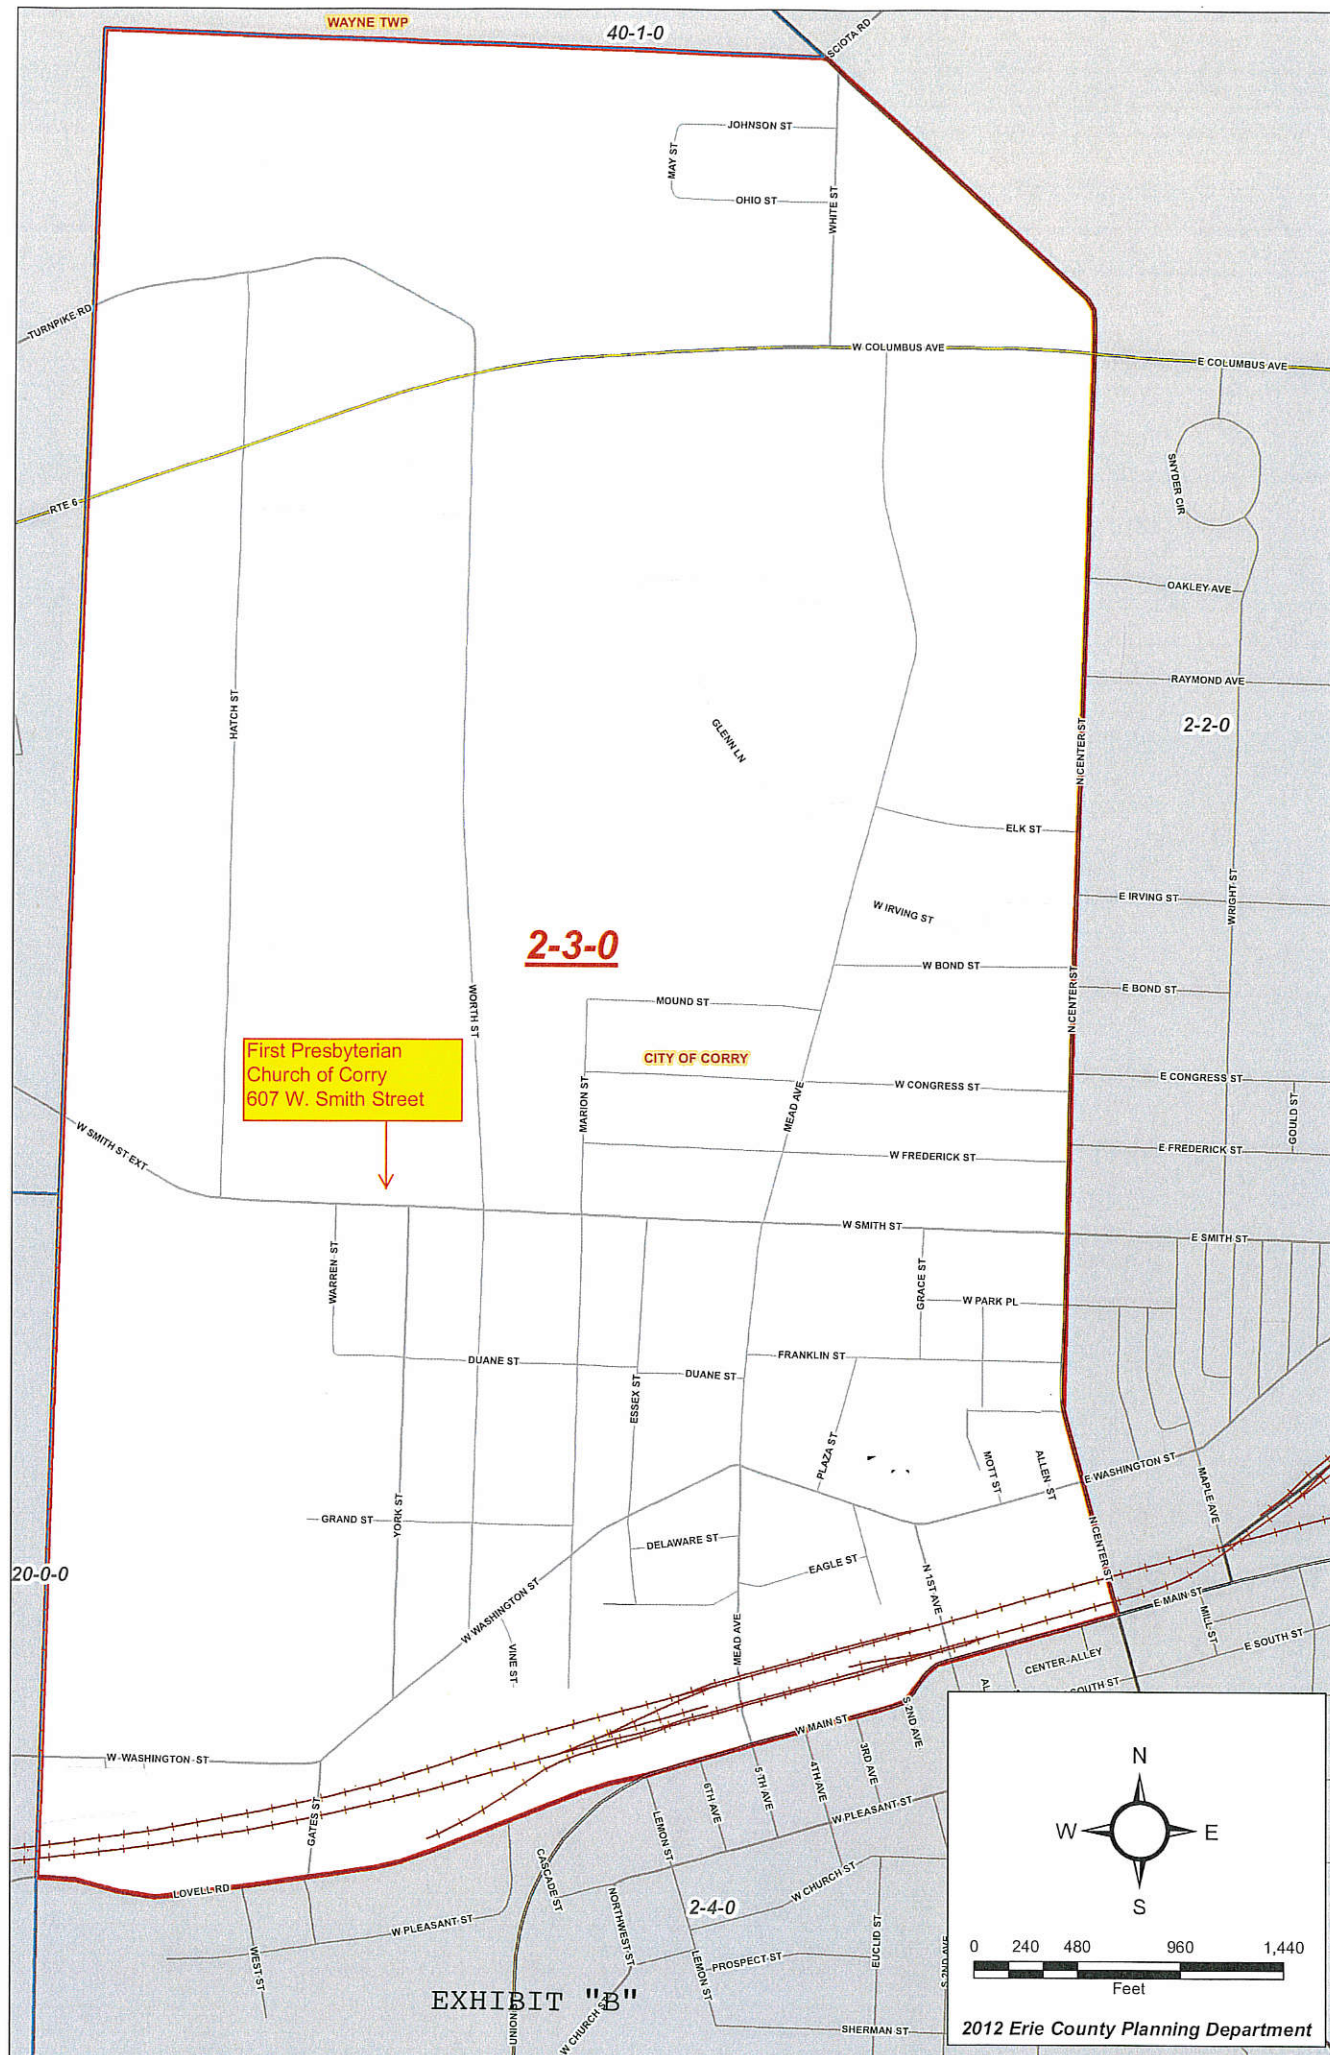 WAYNE TWP
40-1-0
SCIOTA RD
JOHNSON ST
MAY ST
OHIO ST
WHITE ST
TURNPIKE RD
W COLUMBUS AVE
E COLUMBUS AVE
RTE 6
SNYDER CIR
OAKLEY AVE
RAYMOND AVE
HATCH ST
GLENN LN
N CENTER ST
2-2-0
ELK ST
W IRVING ST
E IRVING ST
WRIGHT ST
2-3-0
W BOND ST
E BOND ST
WORTH ST
MOUND ST
N CENTER ST
First Presbyterian
Church of Corry
607 W. Smith Street
CITY OF CORRY
MARION ST
MEAD AVE
W CONGRESS ST
E CONGRESS ST
GOULD ST
W SMITH ST EXT
W FREDERICK ST
E FREDERICK ST
W SMITH ST
E SMITH ST
WARREN ST
GRACE ST
W PARK PL
DUANE ST
DUANE ST
FRANKLIN ST
ESSEX ST
PLAZA ST
MOTT ST
ALLEN ST
E WASHINGTON ST
MAPLE AVE
YORK ST
GRAND ST
DELAWARE ST
EAGLE ST
N 1ST AVE
N CENTER ST
20-0-0
W WASHINGTON ST
VINE ST
MEAD AVE
E MAIN ST
MILL ST
E SOUTH ST
CENTER ALLEY
OUTH ST
AL
S 2ND AVE
W MAIN ST
W WASHINGTON ST
GATES ST
6TH AVE
5TH AVE
4TH AVE
3RD AVE
W PLEASANT ST
LEMON ST
LOVELL RD
CASCADE ST
W CHURCH ST
NORTHWEST ST
2-4-0
W PLEASANT ST
WEST ST
EUCLID ST
PROSPECT ST
LEMON ST
S 2ND AVE
UNION S
W CHURCH ST
SHERMAN ST
EXHIBIT "B"
N
W
E
S
0 240 480 960 1,440
Feet
2012 Erie County Planning Department